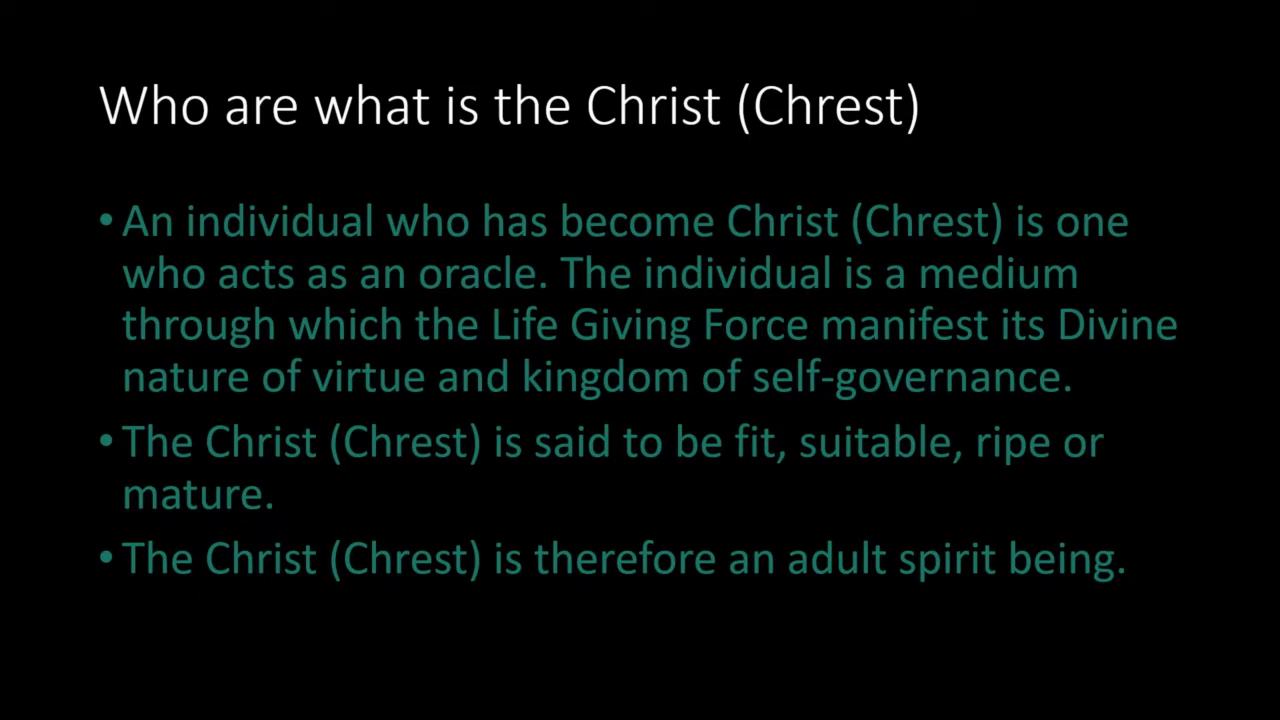 Who are what is the Christ (Chrest)
• An individual who has become Christ (Chrest) is one
who acts as an oracle. The individual is a medium
through which the Life Giving Force manifest its Divine
nature of virtue and kingdom of self-governance.
• The Christ (Chrest) is said to be fit, suitable, ripe or
mature.
• The Christ (Chrest) is therefore an adult spirit being.